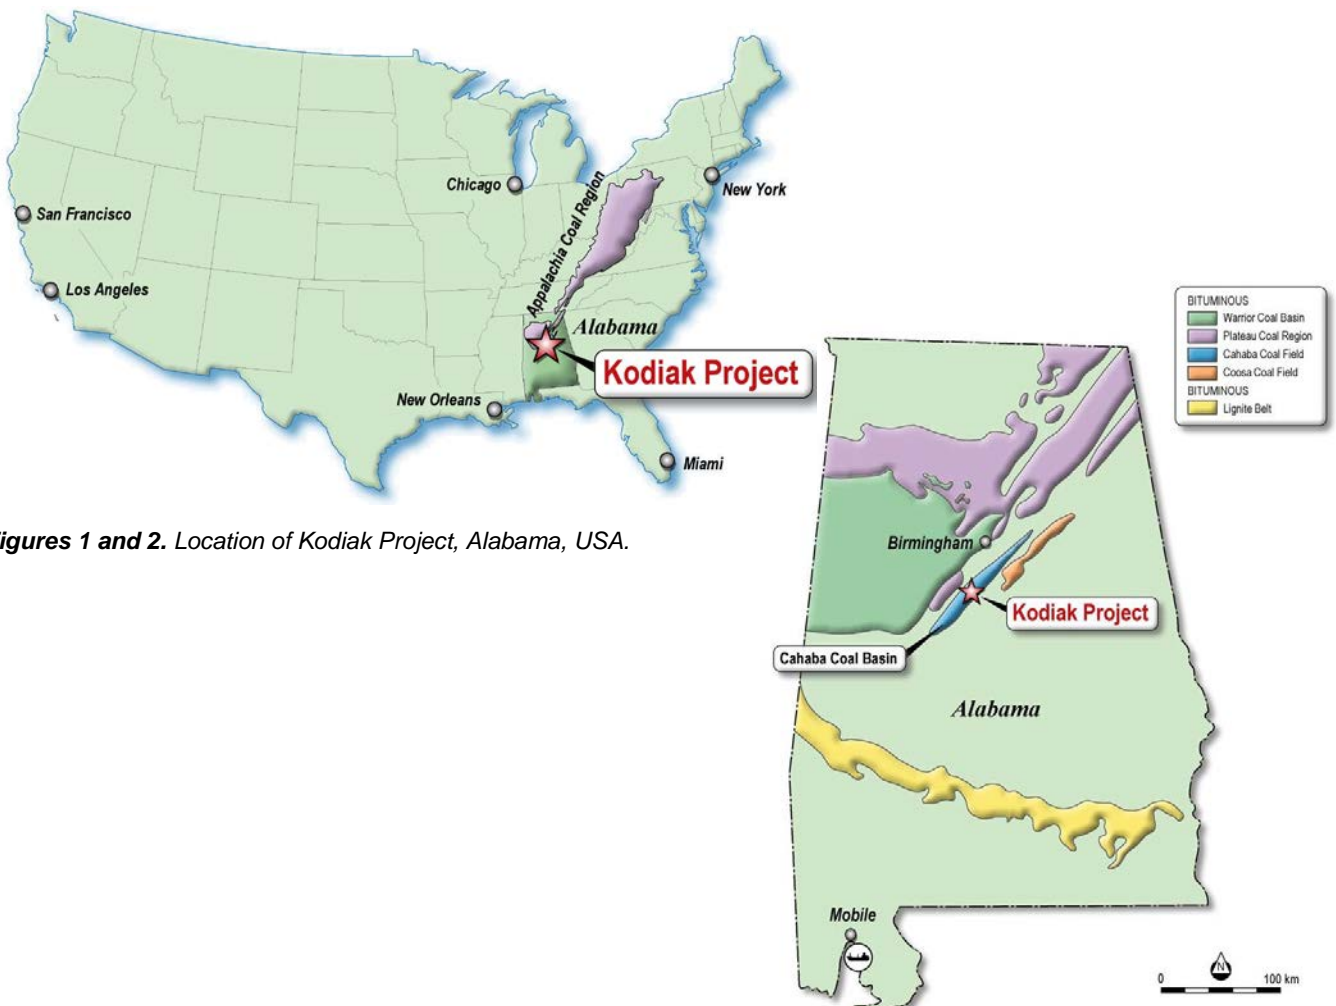 Chicago
New York
San Francisco
Los Angeles
Appalachia Coal Region
Alabama
Kodiak Project
New Orleans
Miami
igures 1 and 2. Location of Kodiak Project, Alabama, USA.
BITUMINOUS
Warrior Coal Basin
Plateau Coal Region
Cahaba Coal Field
Coosa Coal Field
BITUMINOUS
Lignite Belt
Birmingham
Kodiak Project
Cahaba Coal Basin
Alabama
Mobile
N
0 100 km